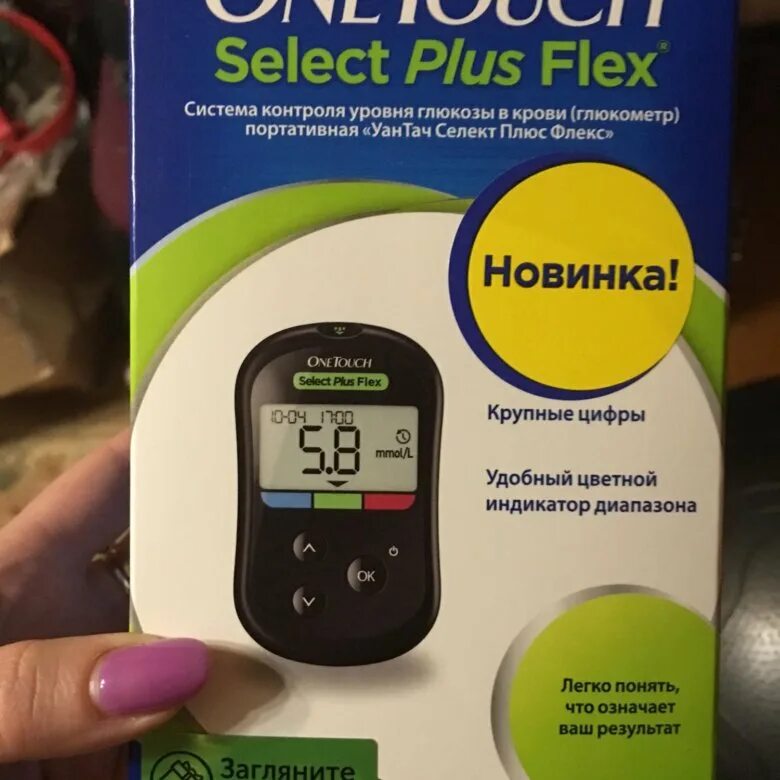 ONETOUCH
Select Plus Flex®
Система контроля уровня глюкозы в крови (глюкометр)
портативная «УанТач Селект Плюс Флекс»
Новинка!
ONETOUCH
Select Plus Flex
10-04 17:00
5.8
mmol/L
OK
Крупные цифры
Удобный цветной
индикатор диапазона
Легко понять,
что означает
ваш результат
Загляните